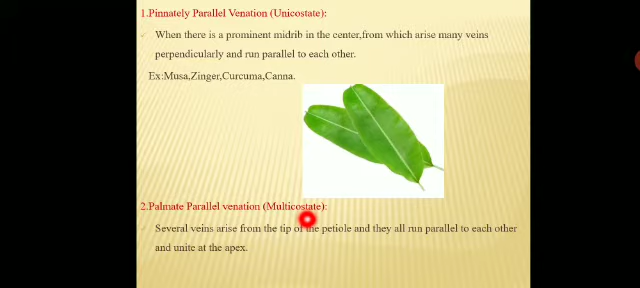 1.Pinnately Parallel Venation (Unicostate):
When there is a prominent midrib in the center,from which arise many veins
perpendicularly and run parallel to each other.
Ex:Musa,Zinger,Curcuma,Canna.
2.Palmate Parallel venation (Multicostate):
Several veins arise from the tip of the petiole and they all run parallel to each other
and unite at the apex.